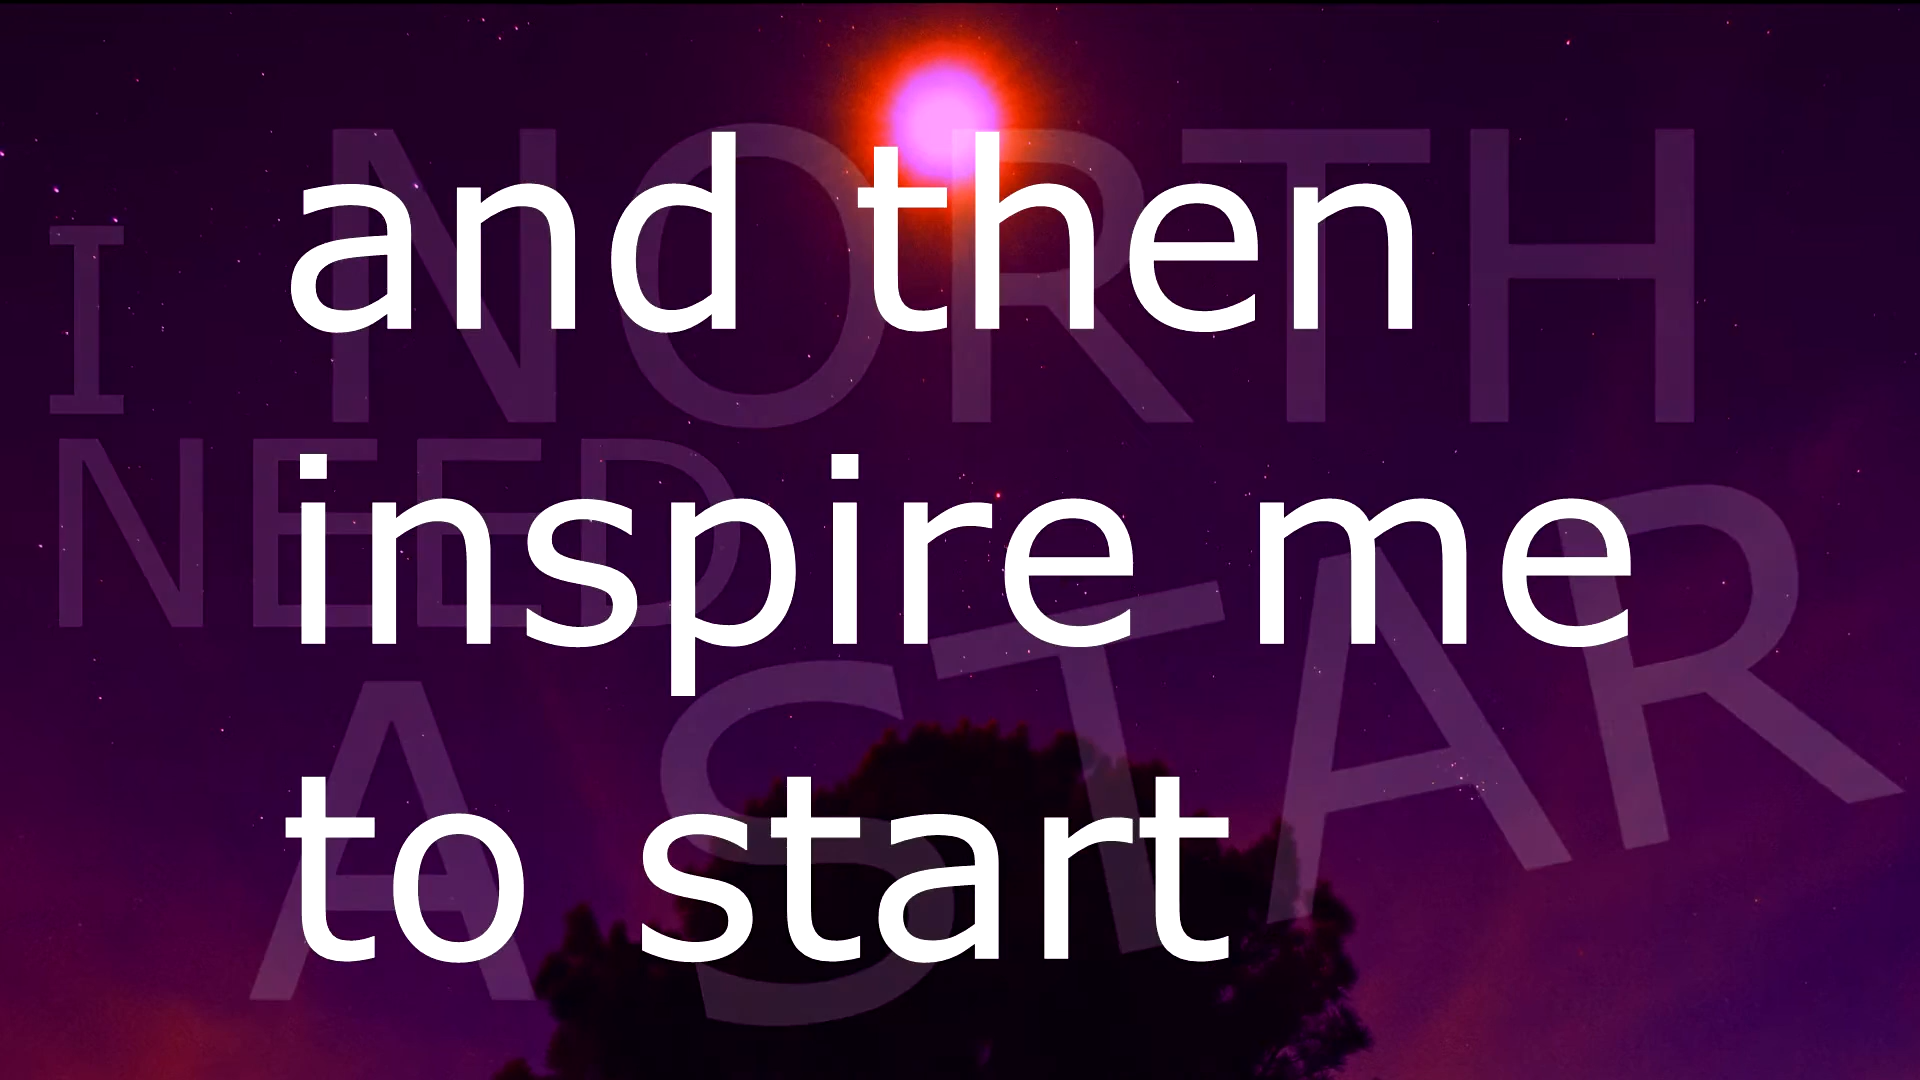 and then
inspire me
to start
I
NEED
A
NORTH
STAR